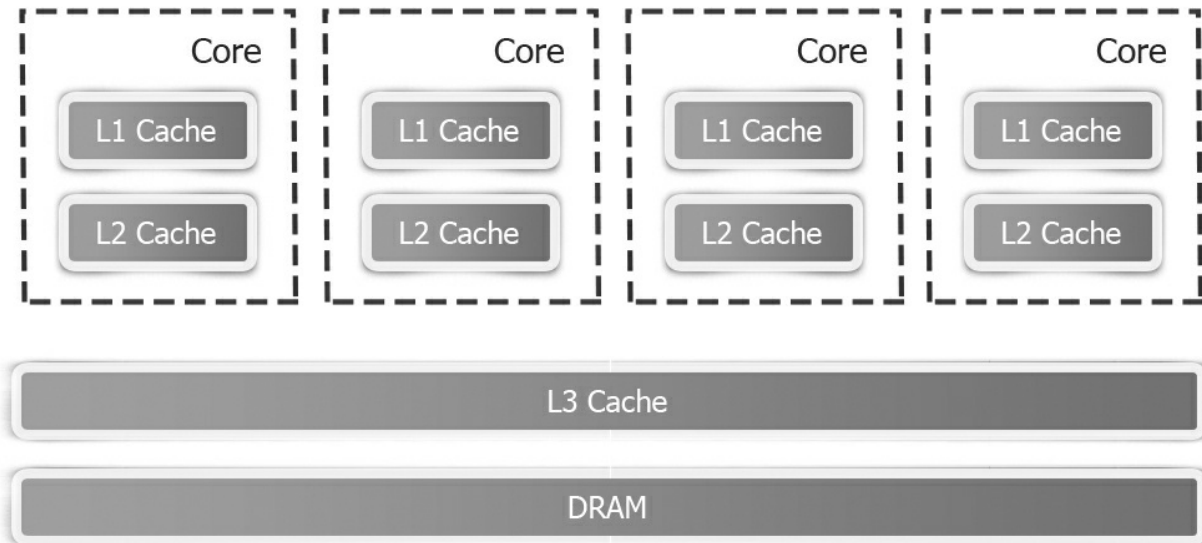 Core Core Core Core
L1 Cache L1 Cache L1 Cache L1 Cache
L2 Cache L2 Cache L2 Cache L2 Cache
L3 Cache
DRAM